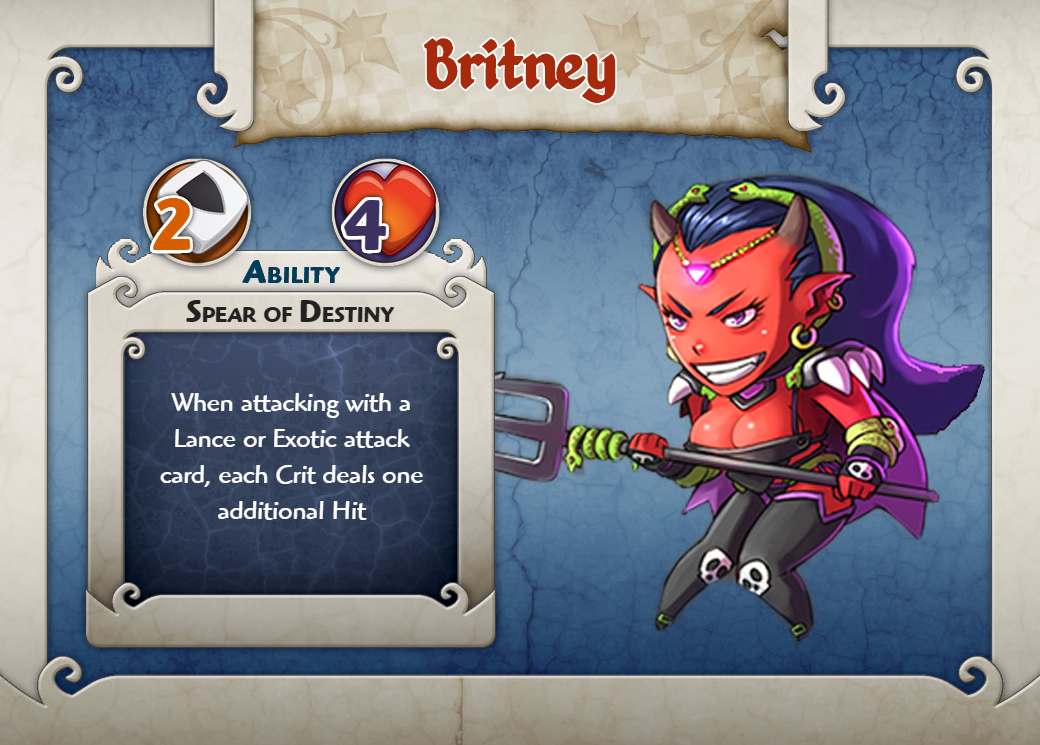 Britney
2
4
Ability
Spear of Destiny
When attacking with a
Lance or Exotic attack
card, each Crit deals one
additional Hit